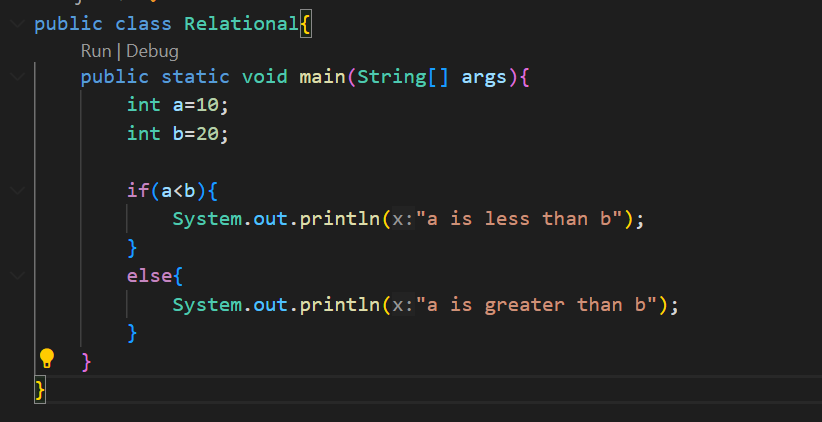 public class Relational{
Run | Debug
public static void main(String[] args){
int a=10;
int b=20;
if(a<b){
System.out.println(x:"a is less than b");
}
else{
System.out.println(x:"a is greater than b");
}
}
}